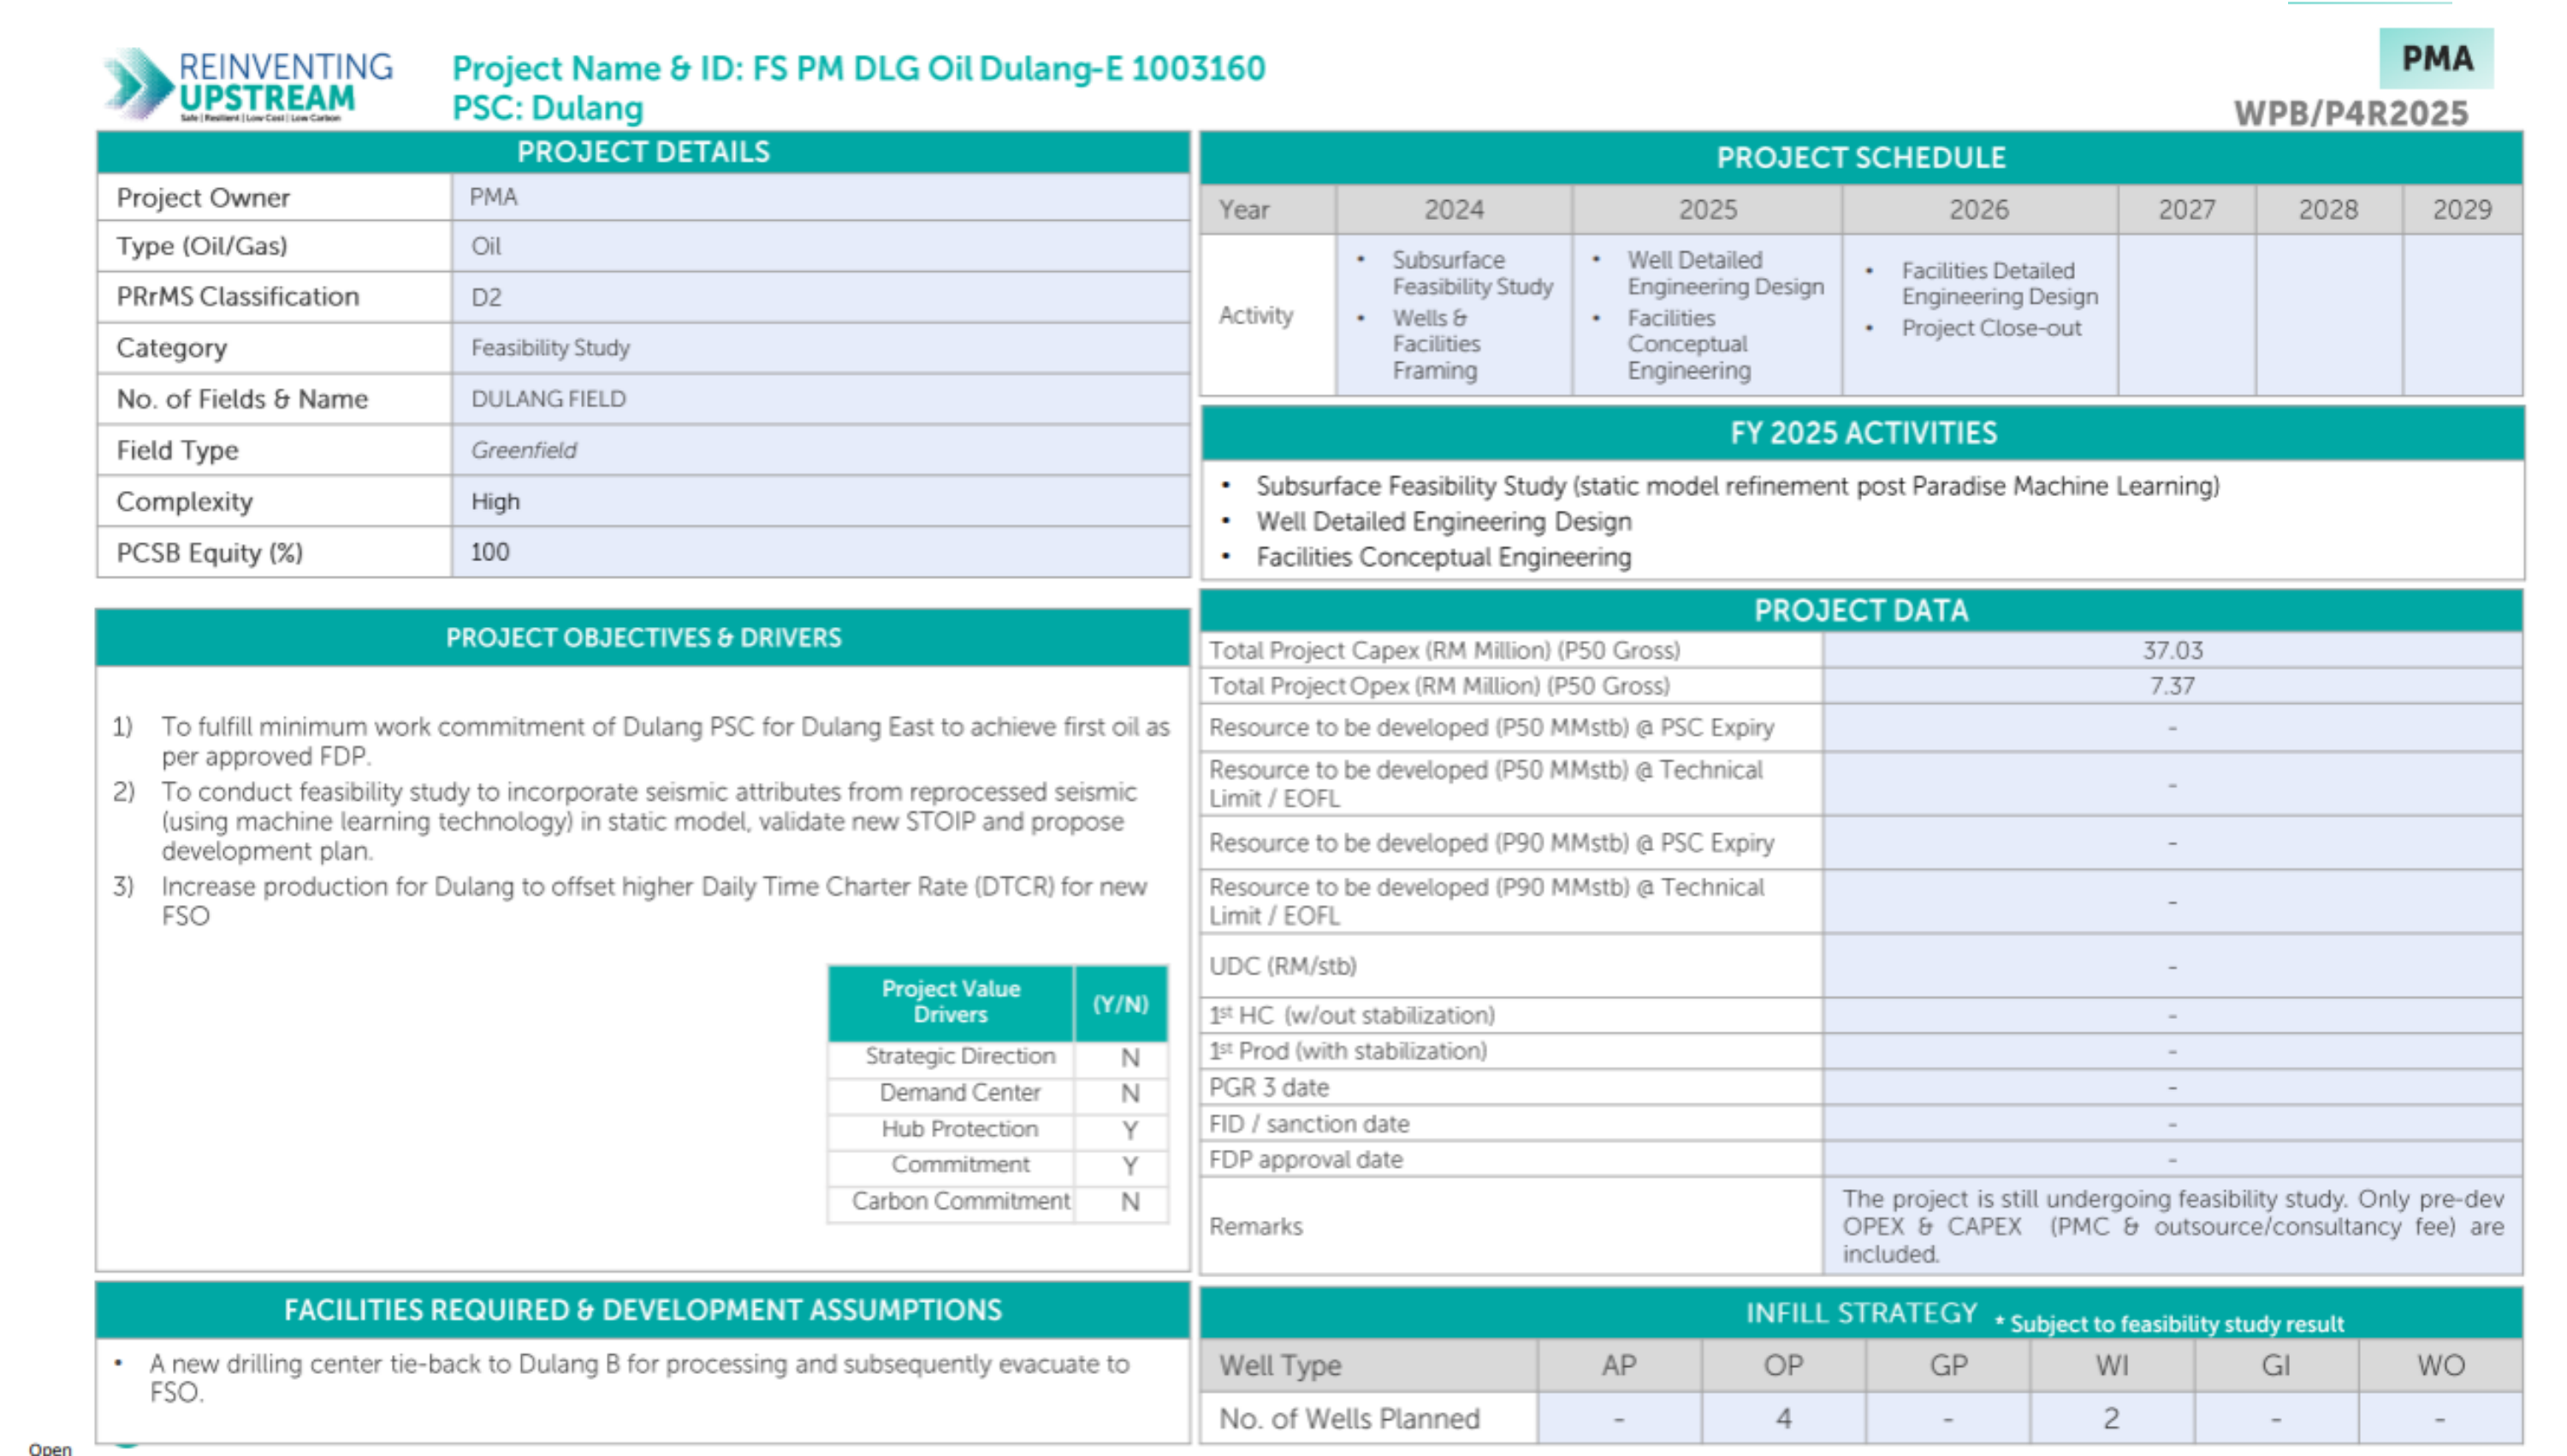 REINVENTING
UPSTREAM
Safe | Resilient | Low Cost | Low Carbon
Project Name & ID: FS PM DLG Oil Dulang-E 1003160
PSC: Dulang
PMA
WPB/P4R2025
PROJECT DETAILS
Project Owner PMA
Type (Oil/Gas) Oil
PRrMS Classification D2
Category Feasibility Study
No. of Fields & Name DULANG FIELD
Field Type Greenfield
Complexity High
PCSB Equity (%) 100
PROJECT OBJECTIVES & DRIVERS
1) To fulfill minimum work commitment of Dulang PSC for Dulang East to achieve first oil as
per approved FDP.
2) To conduct feasibility study to incorporate seismic attributes from reprocessed seismic
(using machine learning technology) in static model, validate new STOIP and propose
development plan.
3) Increase production for Dulang to offset higher Daily Time Charter Rate (DTCR) for new
FSO
Project Value
Drivers
(Y/N)
Strategic Direction N
Demand Center N
Hub Protection Y
Commitment Y
Carbon Commitment N
FACILITIES REQUIRED & DEVELOPMENT ASSUMPTIONS
• A new drilling center tie-back to Dulang B for processing and subsequently evacuate to
FSO.
PROJECT SCHEDULE
Year 2024 2025 2026 2027 2028 2029
Activity
• Subsurface
Feasibility Study
• Wells &
Facilities
Framing
• Well Detailed
Engineering Design
• Facilities
Conceptual
Engineering
• Facilities Detailed
Engineering Design
• Project Close-out
FY 2025 ACTIVITIES
• Subsurface Feasibility Study (static model refinement post Paradise Machine Learning)
• Well Detailed Engineering Design
• Facilities Conceptual Engineering
PROJECT DATA
Total Project Capex (RM Million) (P50 Gross) 37.03
Total Project Opex (RM Million) (P50 Gross) 7.37
Resource to be developed (P50 MMstb) @ PSC Expiry -
Resource to be developed (P50 MMstb) @ Technical
Limit / EOFL -
Resource to be developed (P90 MMstb) @ PSC Expiry -
Resource to be developed (P90 MMstb) @ Technical
Limit / EOFL -
UDC (RM/stb) -
1st HC (w/out stabilization) -
1st Prod (with stabilization) -
PGR 3 date -
FID / sanction date -
FDP approval date -
Remarks
The project is still undergoing feasibility study. Only pre-dev
OPEX & CAPEX (PMC & outsource/consultancy fee) are
included.
INFILL STRATEGY * Subject to feasibility study result
Well Type AP OP GP WI GI WO
No. of Wells Planned - 4 - 2 - -
Open